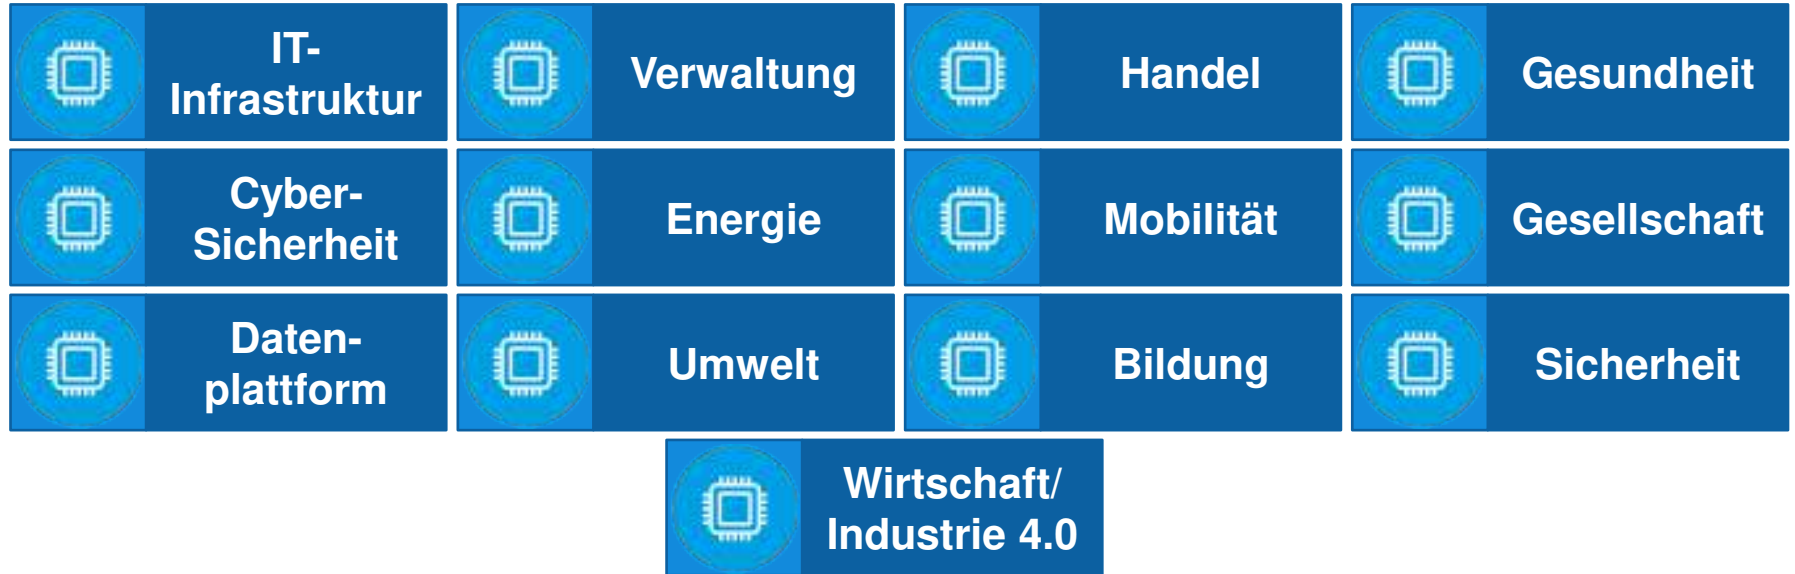 IT-
Infrastruktur
Verwaltung
Handel
Gesundheit
Cyber-
Sicherheit
Energie
Mobilität
Gesellschaft
Daten-
plattform
Umwelt
Bildung
Sicherheit
Wirtschaft/
Industrie 4.0